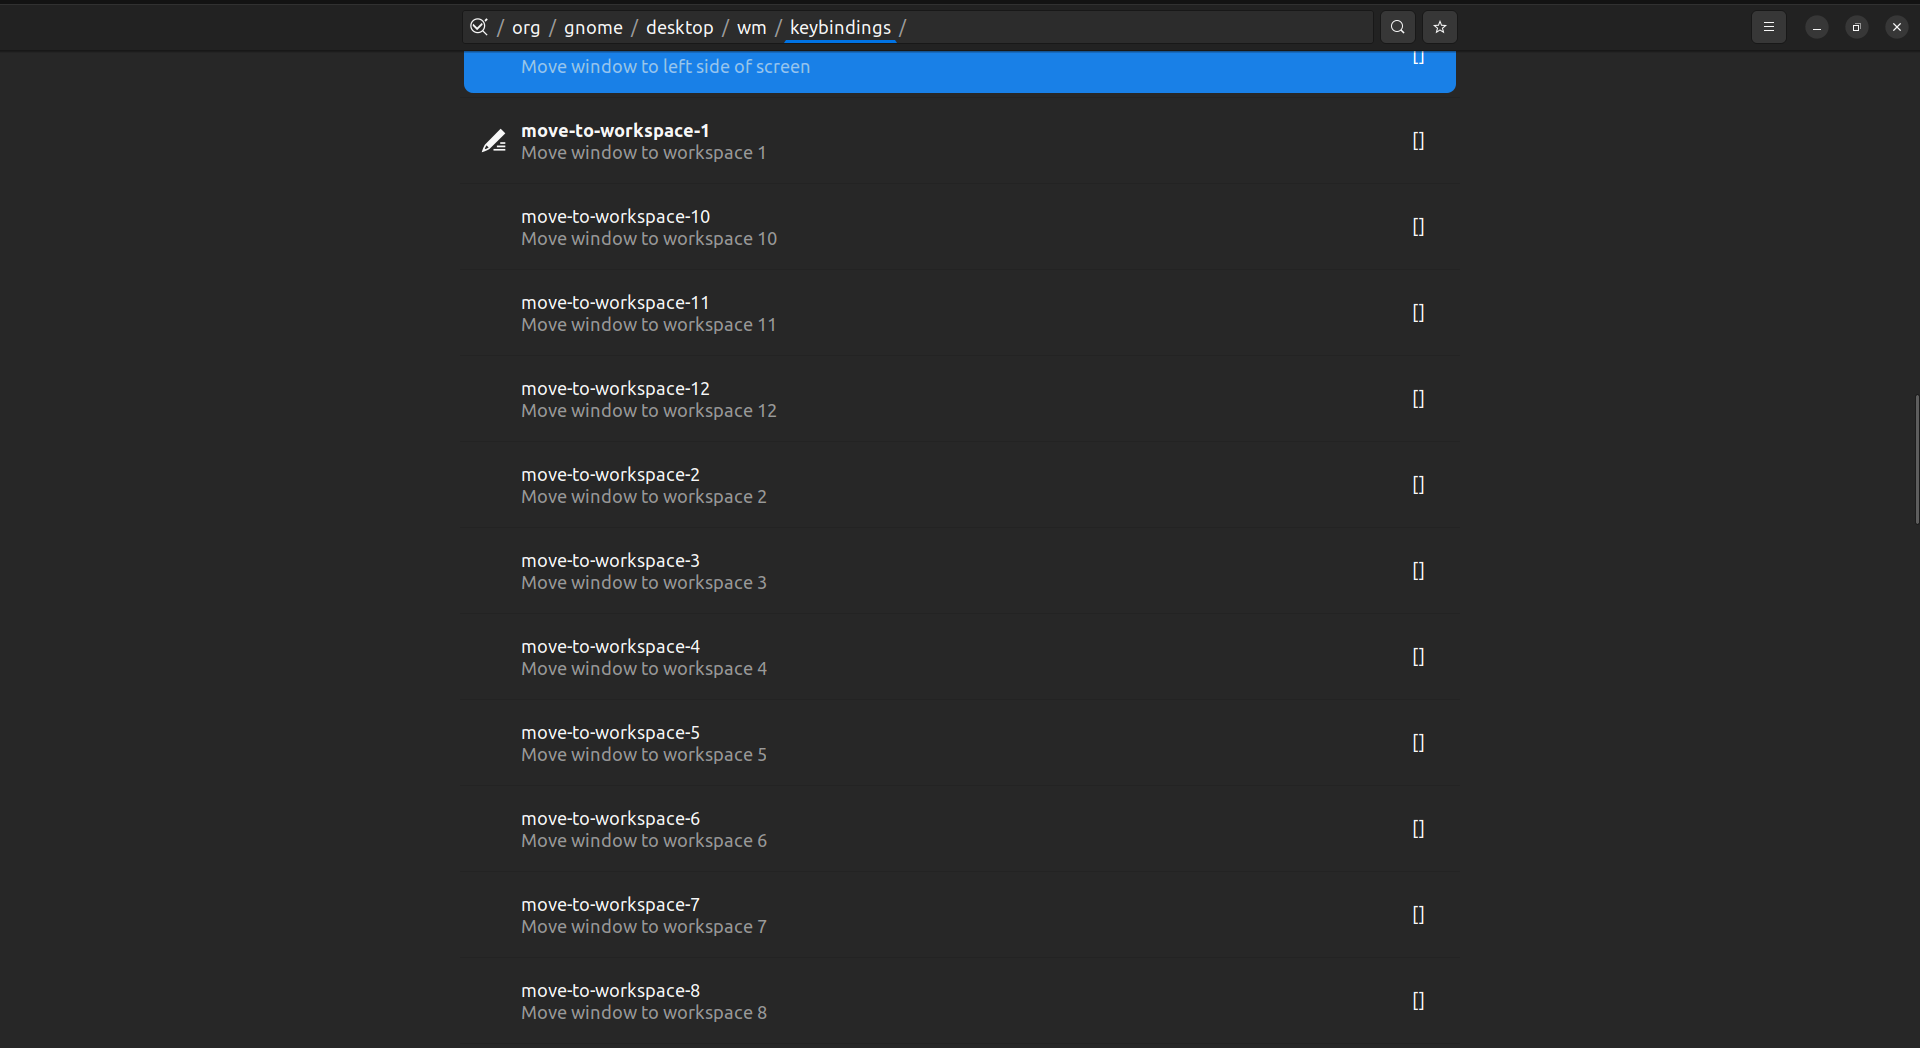 / org / gnome / desktop / wm / keybindings /
Move window to left side of screen
[]
move-to-workspace-1
Move window to workspace 1
[]
move-to-workspace-10
Move window to workspace 10
[]
move-to-workspace-11
Move window to workspace 11
[]
move-to-workspace-12
Move window to workspace 12
[]
move-to-workspace-2
Move window to workspace 2
[]
move-to-workspace-3
Move window to workspace 3
[]
move-to-workspace-4
Move window to workspace 4
[]
move-to-workspace-5
Move window to workspace 5
[]
move-to-workspace-6
Move window to workspace 6
[]
move-to-workspace-7
Move window to workspace 7
[]
move-to-workspace-8
Move window to workspace 8
[]